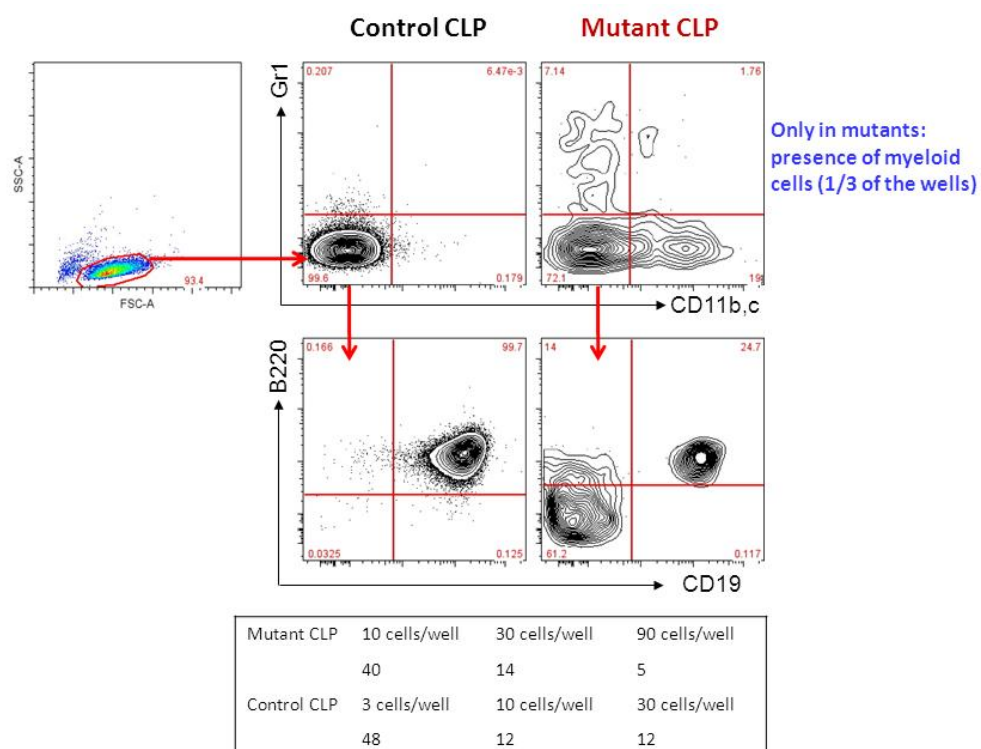 Control CLP
Mutant CLP
SSC-A
FSC-A
93.4
Gr1
0.207
6.47e-3
99.6
0.179
7.14
1.76
72.1
19
CD11b,c
Only in mutants:
presence of myeloid
cells (1/3 of the wells)
B220
0.166
99.7
0.0325
0.125
14
24.7
61.2
0.117
CD19
Mutant CLP 10 cells/well 30 cells/well 90 cells/well
40 14 5
Control CLP 3 cells/well 10 cells/well 30 cells/well
48 12 12